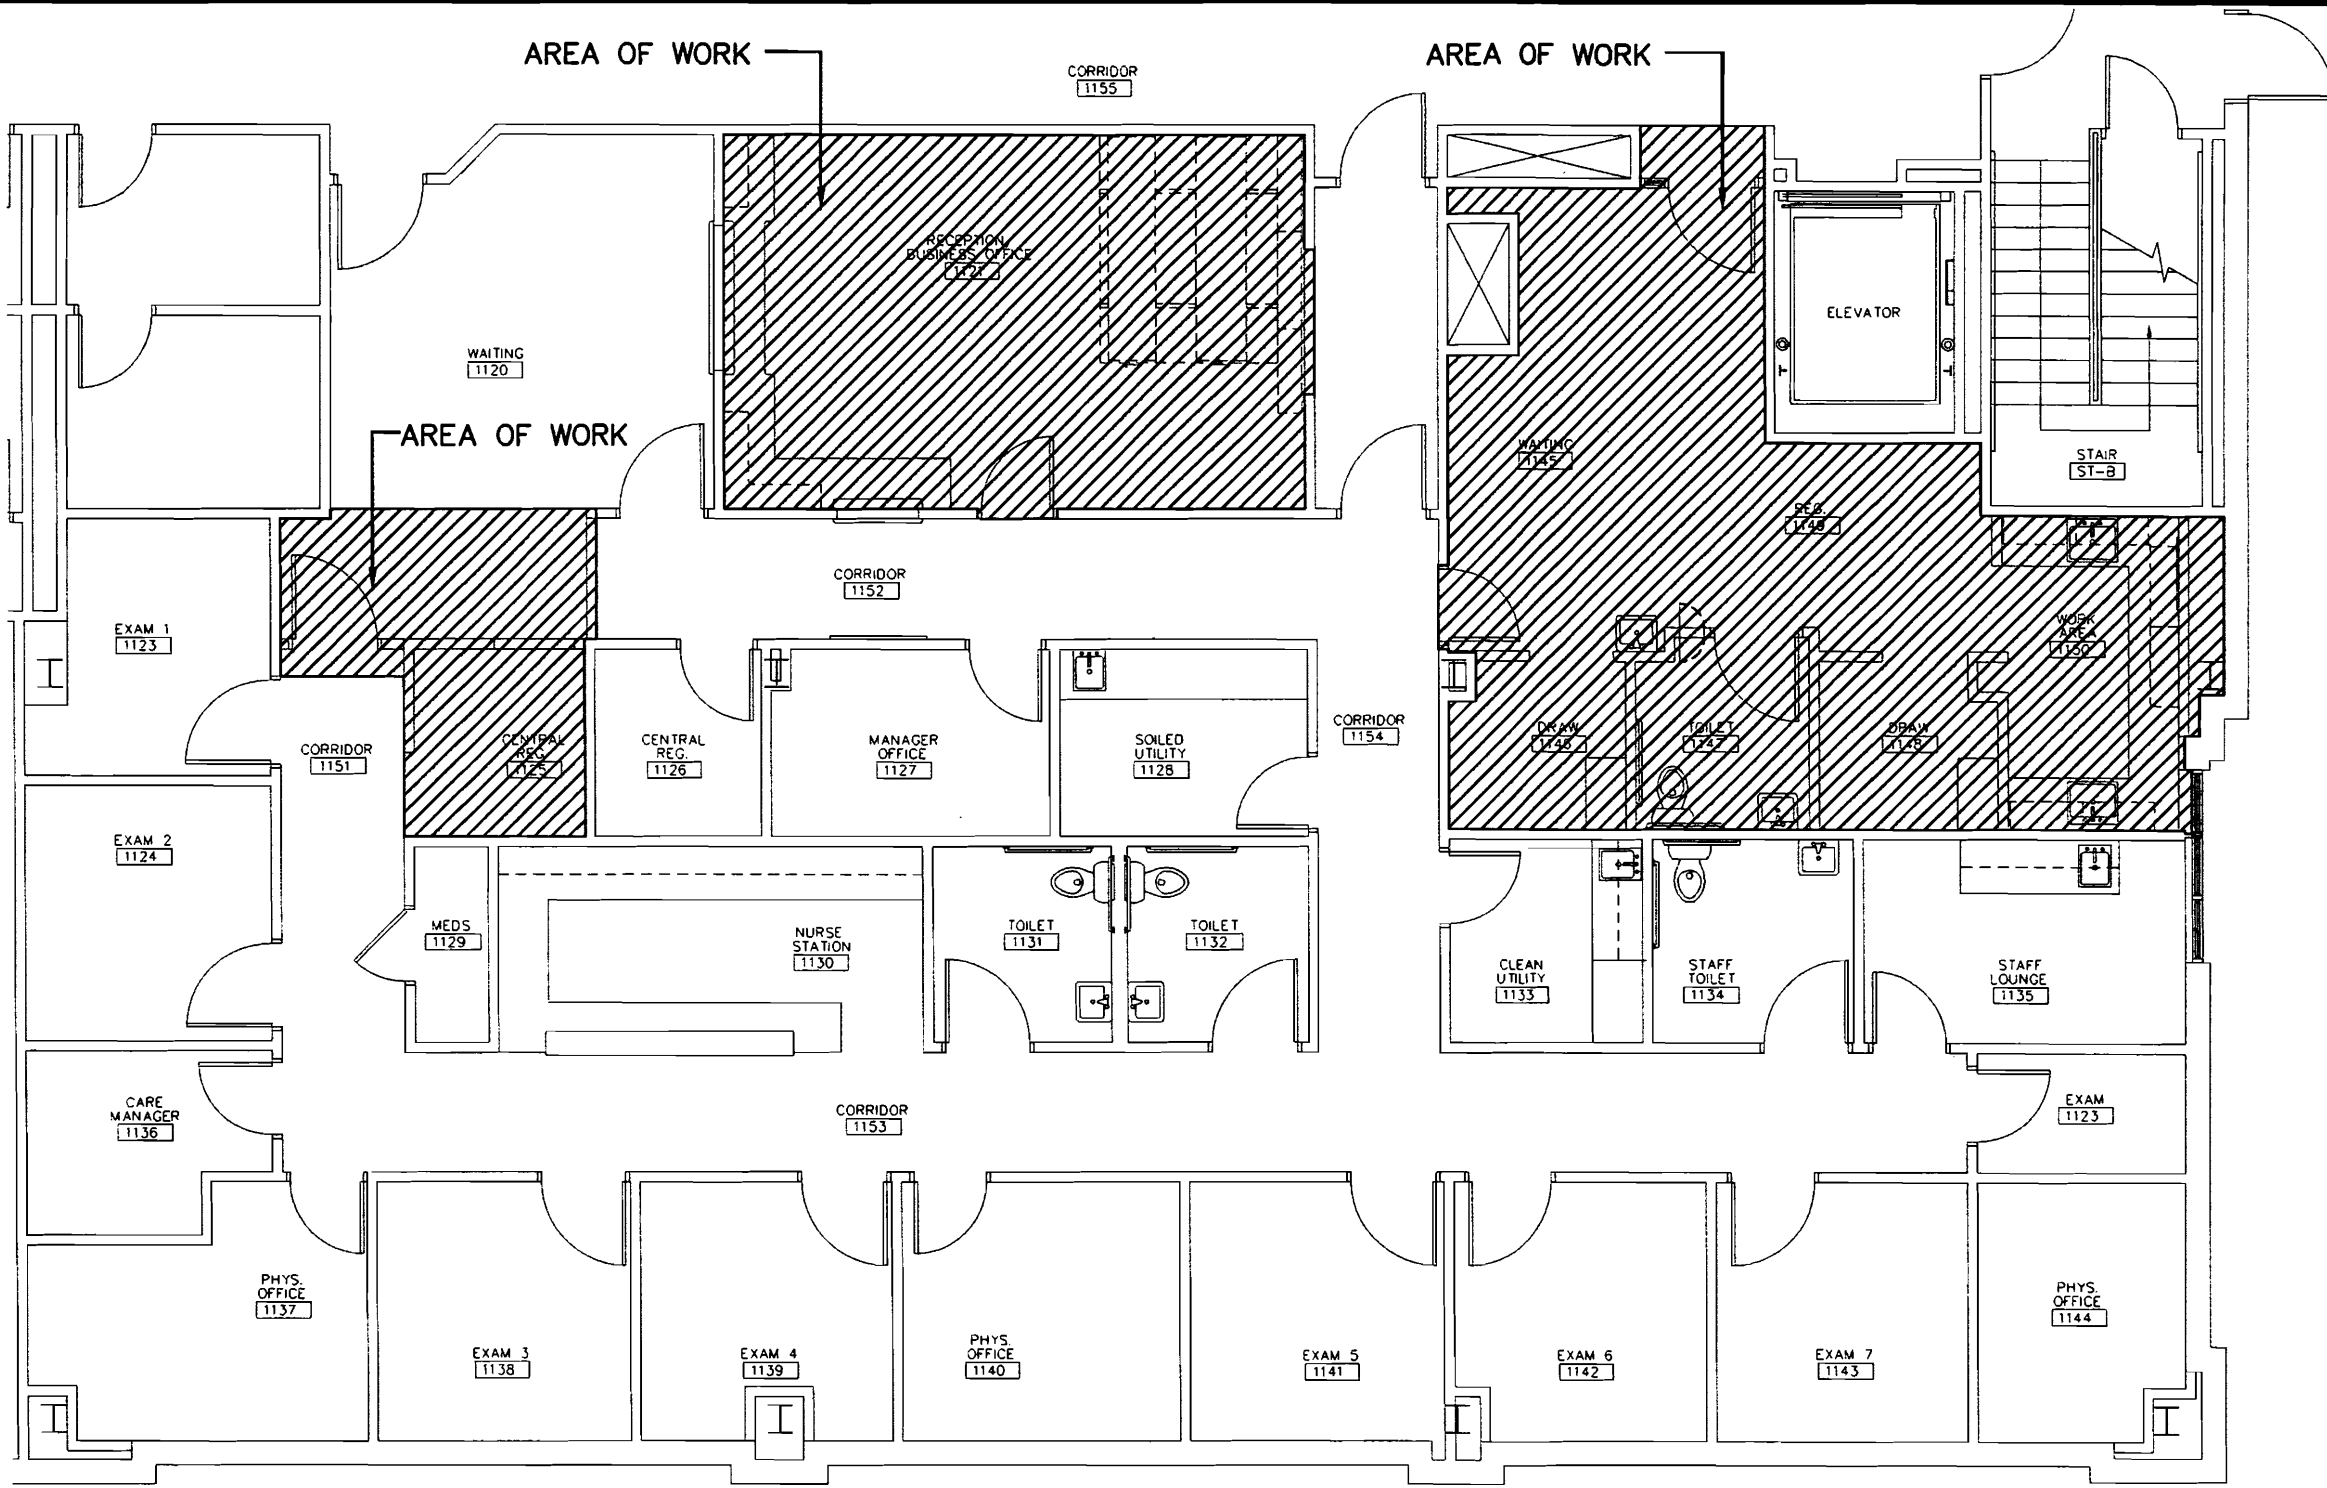 AREA OF WORK
AREA OF WORK
CORRIDOR
1155
RECEPTION
BUSINESS OFFICE
1121
ELEVATOR
WAITING
1120
AREA OF WORK
WAITING
1145
STAIR
ST-B
REG.
1149
CORRIDOR
1152
EXAM 1
1123
WORK
AREA
1150
CORRIDOR
1151
CENTRAL
REG.
1125
CENTRAL
REG.
1126
MANAGER
OFFICE
1127
SOILED
UTILITY
1128
CORRIDOR
1154
DRAW
1146
TOILET
1147
DRAW
1148
EXAM 2
1124
MEDS
1129
NURSE
STATION
1130
TOILET
1131
TOILET
1132
CLEAN
UTILITY
1133
STAFF
TOILET
1134
STAFF
LOUNGE
1135
CARE
MANAGER
1136
CORRIDOR
1153
EXAM
1123
PHYS.
OFFICE
1137
EXAM 3
1138
EXAM 4
1139
PHYS.
OFFICE
1140
EXAM 5
1141
EXAM 6
1142
EXAM 7
1143
PHYS.
OFFICE
1144